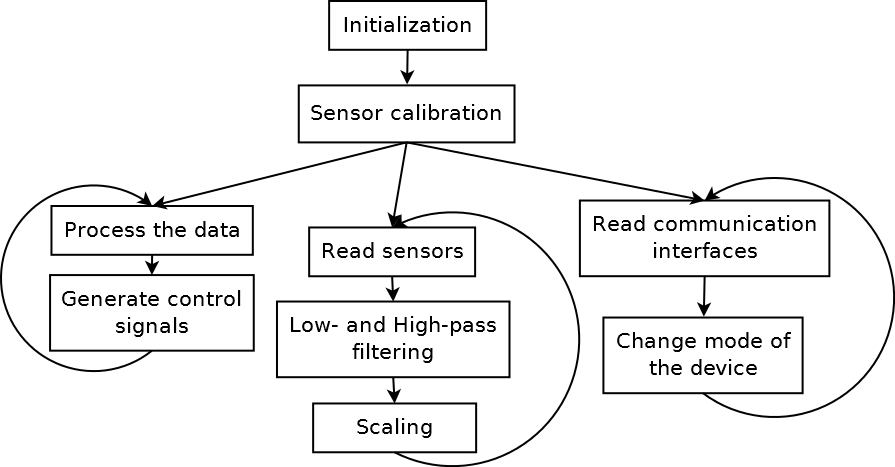 Initialization
Sensor calibration
Process the data
Generate control
signals
Read sensors
Low- and High-pass
filtering
Scaling
Read communication
interfaces
Change mode of
the device